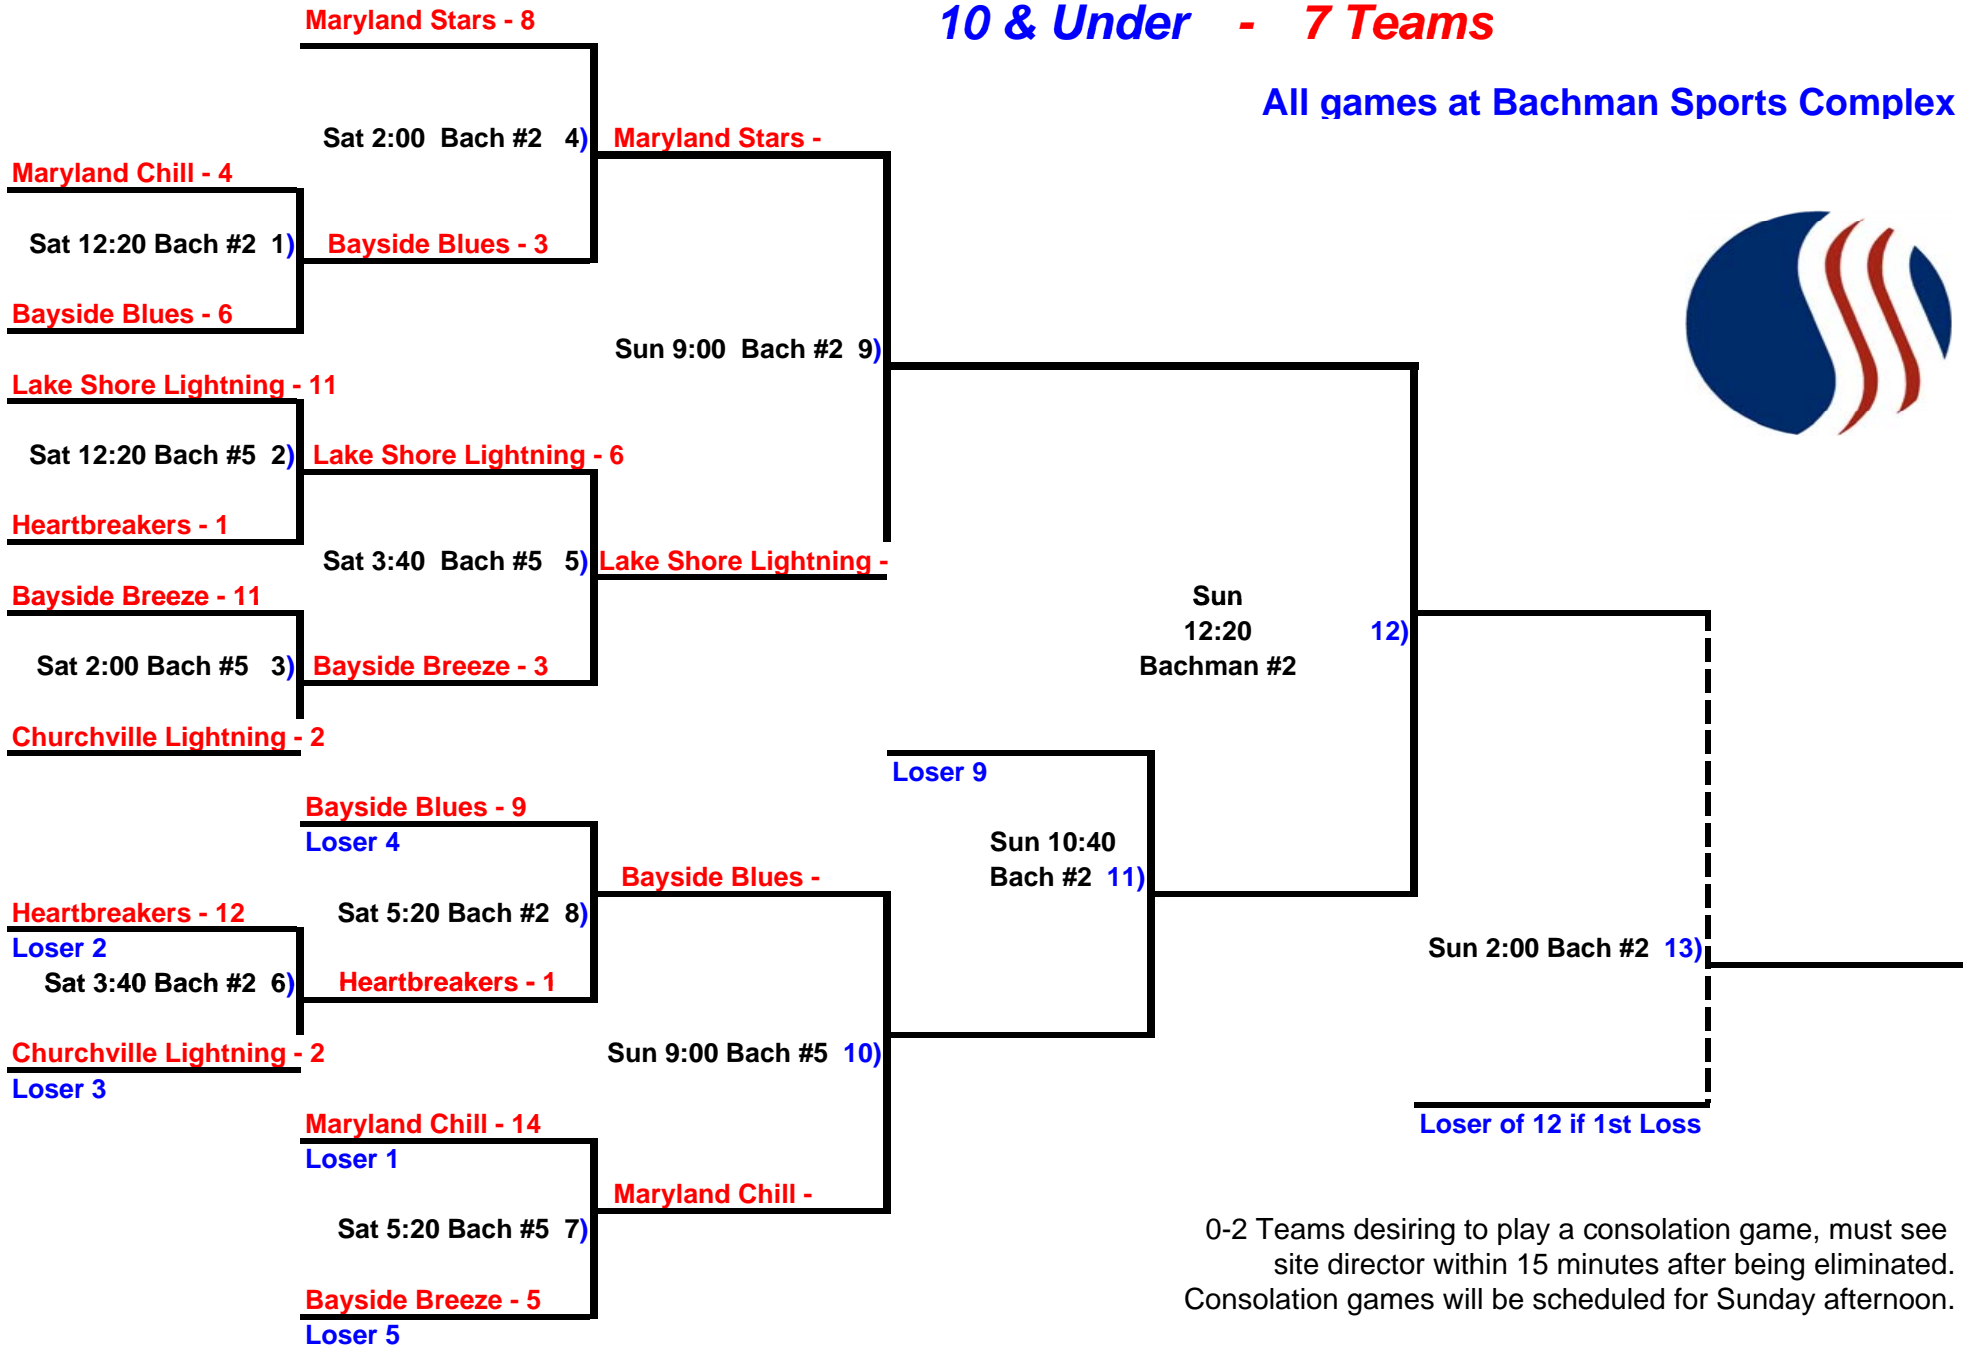 Maryland Stars - 8
10 & Under - 7 Teams
All games at Bachman Sports Complex
Sat 2:00 Bach #2 4)
Maryland Stars -
Maryland Chill - 4
Sat 12:20 Bach #2 1)
Bayside Blues - 3
Bayside Blues - 6
Sun 9:00 Bach #2 9)
Lake Shore Lightning - 11
Sat 12:20 Bach #5 2)
Lake Shore Lightning - 6
Heartbreakers - 1
Sat 3:40 Bach #5 5)
Lake Shore Lightning -
Bayside Breeze - 11
Sun
12:20
12)
Bachman #2
Sat 2:00 Bach #5 3)
Bayside Breeze - 3
Churchville Lightning - 2
Loser 9
Bayside Blues - 9
Loser 4
Sun 10:40
Bach #2 11)
Bayside Blues -
Heartbreakers - 12
Sat 5:20 Bach #2 8)
Loser 2
Sun 2:00 Bach #2 13)
Sat 3:40 Bach #2 6)
Heartbreakers - 1
Churchville Lightning - 2
Sun 9:00 Bach #5 10)
Loser 3
Maryland Chill - 14
Loser of 12 if 1st Loss
Loser 1
Maryland Chill -
Sat 5:20 Bach #5 7)
0-2 Teams desiring to play a consolation game, must see
site director within 15 minutes after being eliminated.
Consolation games will be scheduled for Sunday afternoon.
Bayside Breeze - 5
Loser 5